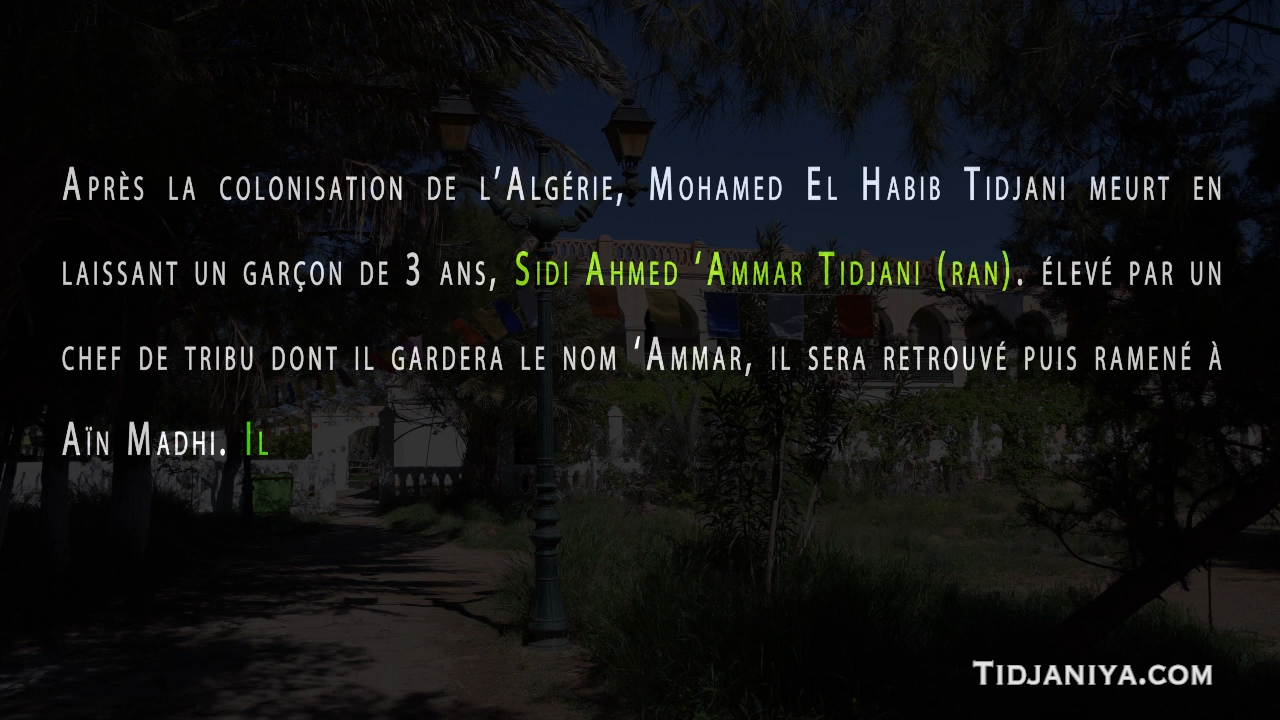 Après la colonisation de l’Algérie, Mohamed El Habib Tidjani meurt en
laissant un garçon de 3 ans, Sidi Ahmed ‘Ammar Tidjani (ran). élevé par un
chef de tribu dont il gardera le nom ‘Ammar, il sera retrouvé puis ramené à
Aïn Madhi. Il
Tidjaniya.com